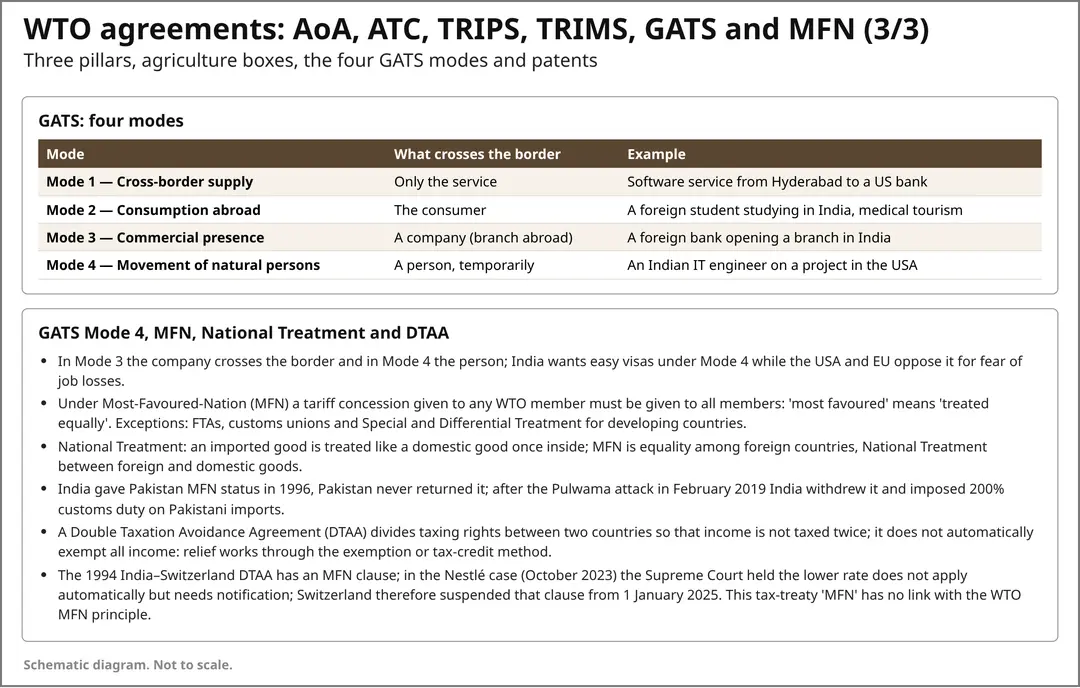 WTO agreements: AoA, ATC, TRIPS, TRIMS, GATS and MFN (3/3)
Three pillars, agriculture boxes, the four GATS modes and patents
GATS: four modes
Mode What crosses the border Example
Mode 1 — Cross-border supply Only the service Software service from Hyderabad to a US bank
Mode 2 — Consumption abroad The consumer A foreign student studying in India, medical tourism
Mode 3 — Commercial presence A company (branch abroad) A foreign bank opening a branch in India
Mode 4 — Movement of natural persons A person, temporarily An Indian IT engineer on a project in the USA
GATS Mode 4, MFN, National Treatment and DTAA
• In Mode 3 the company crosses the border and in Mode 4 the person; India wants easy visas under Mode 4 while the USA and EU oppose it for fear of
job losses.
• Under Most-Favoured-Nation (MFN) a tariff concession given to any WTO member must be given to all members: 'most favoured' means 'treated
equally'. Exceptions: FTAs, customs unions and Special and Differential Treatment for developing countries.
• National Treatment: an imported good is treated like a domestic good once inside; MFN is equality among foreign countries, National Treatment
between foreign and domestic goods.
• India gave Pakistan MFN status in 1996, Pakistan never returned it; after the Pulwama attack in February 2019 India withdrew it and imposed 200%
customs duty on Pakistani imports.
• A Double Taxation Avoidance Agreement (DTAA) divides taxing rights between two countries so that income is not taxed twice; it does not automatically
exempt all income: relief works through the exemption or tax-credit method.
• The 1994 India–Switzerland DTAA has an MFN clause; in the Nestlé case (October 2023) the Supreme Court held the lower rate does not apply
automatically but needs notification; Switzerland therefore suspended that clause from 1 January 2025. This tax-treaty 'MFN' has no link with the WTO
MFN principle.
Schematic diagram. Not to scale.